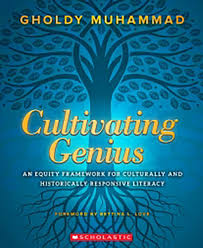 GHOLDY MUHAMMAD
Cultivating
Genius
AN EQUITY FRAMEWORK FOR CULTURALLY AND
HISTORICALLY RESPONSIVE LITERACY
SCHOLASTIC
FOREWORD BY BETTINA L. LOVE